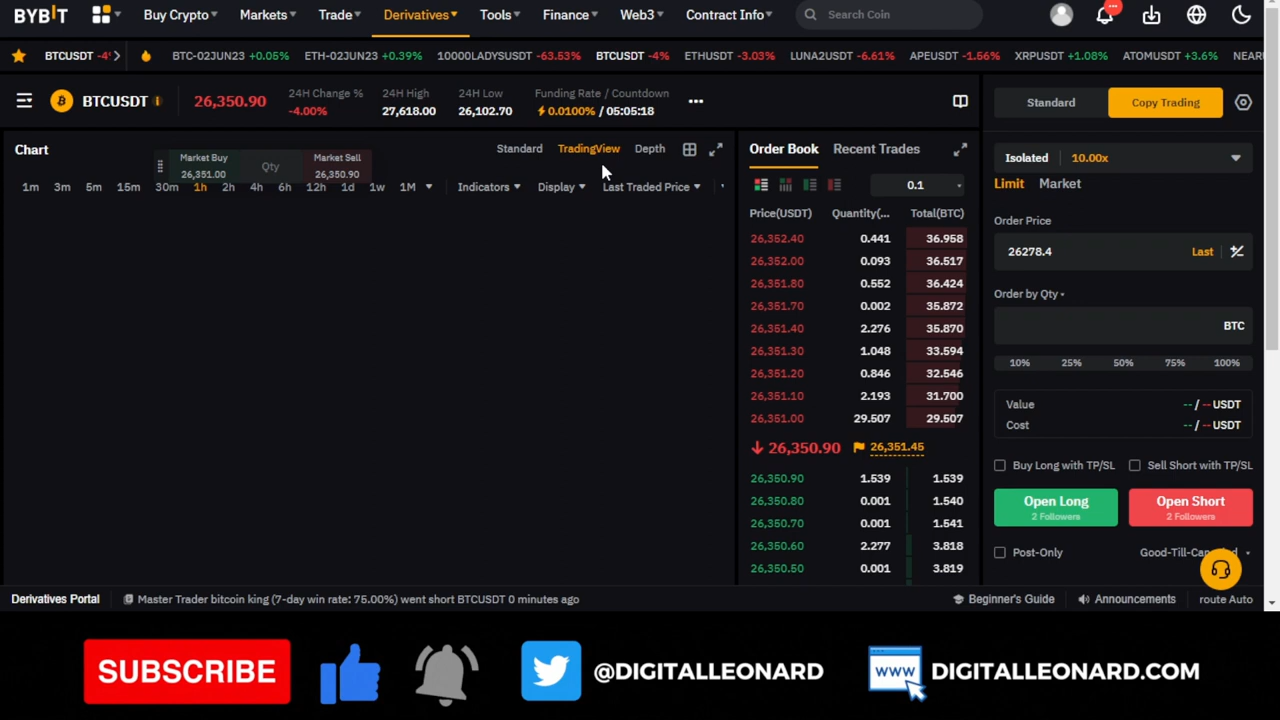 BYBIT Buy Crypto Markets Trade Derivatives Tools Finance Web3 Contract Info Search Coin
BTCUSDT -4% BTC-02JUN23 +0.05% ETH-02JUN23 +0.39% 10000LADYSUSDT -63.53% BTCUSDT -4% ETHUSDT -3.03% LUNA2USDT -6.61% APEUSDT -1.56% XRPUSDT +1.08% ATOMUSDT +3.6% NEAR
BTCUSDT 26,350.90
24H Change % -4.00%
24H High 27,618.00
24H Low 26,102.70
Funding Rate / Countdown 0.0100% / 05:05:18
Standard Copy Trading
Chart
Market Buy 26,351.00
Qty
Market Sell 26,350.90
Standard TradingView Depth
1m 3m 5m 15m 30m 1h 2h 4h 6h 12h 1d 1w 1M Indicators Display Last Traded Price
Order Book Recent Trades
0.1
Price(USDT) Quantity(... Total(BTC)
26,352.40 0.441 36.958
26,352.00 0.093 36.517
26,351.80 0.552 36.424
26,351.70 0.002 35.872
26,351.40 2.276 35.870
26,351.30 1.048 33.594
26,351.20 0.846 32.546
26,351.10 2.193 31.700
26,351.00 29.507 29.507
26,350.90 26,351.45
26,350.90 1.539 1.539
26,350.80 0.001 1.540
26,350.70 0.001 1.541
26,350.60 2.277 3.818
26,350.50 0.001 3.819
Isolated 10.00x
Limit Market
Order Price
26278.4 Last
Order by Qty
BTC
10% 25% 50% 75% 100%
Value --/--USDT
Cost --/--USDT
Buy Long with TP/SL Sell Short with TP/SL
Open Long
2 Followers
Open Short
2 Followers
Post-Only
Derivatives Portal Master Trader bitcoin king (7-day win rate: 75.00%) went short BTCUSDT 0 minutes ago Beginner's Guide Announcements route Auto
SUBSCRIBE @DIGITALLEONARD WWW DIGITALLEONARD.COM